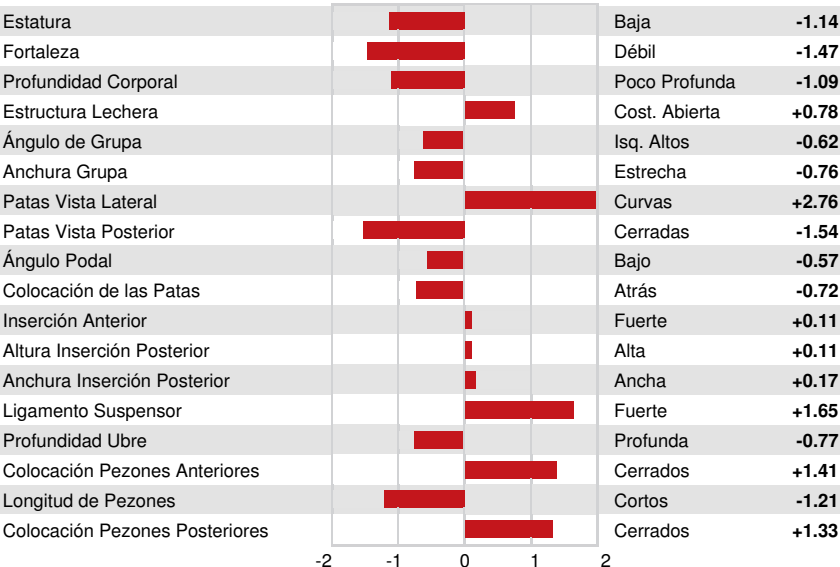 Estatura Baja -1.14
Fortaleza Débil -1.47
Profundidad Corporal Poco Profunda -1.09
Estructura Lechera Cost. Abierta +0.78
Ángulo de Grupa Isq. Altos -0.62
Anchura Grupa Estrecha -0.76
Patas Vista Lateral Curvas +2.76
Patas Vista Posterior Cerradas -1.54
Ángulo Podal Bajo -0.57
Colocación de las Patas Atrás -0.72
Inserción Anterior Fuerte +0.11
Altura Inserción Posterior Alta +0.11
Anchura Inserción Posterior Ancha +0.17
Ligamento Suspensor Fuerte +1.65
Profundidad Ubre Profunda -0.77
Colocación Pezones Anteriores Cerrados +1.41
Longitud de Pezones Cortos -1.21
Colocación Pezones Posteriores Cerrados +1.33
-2 -1 0 1 2